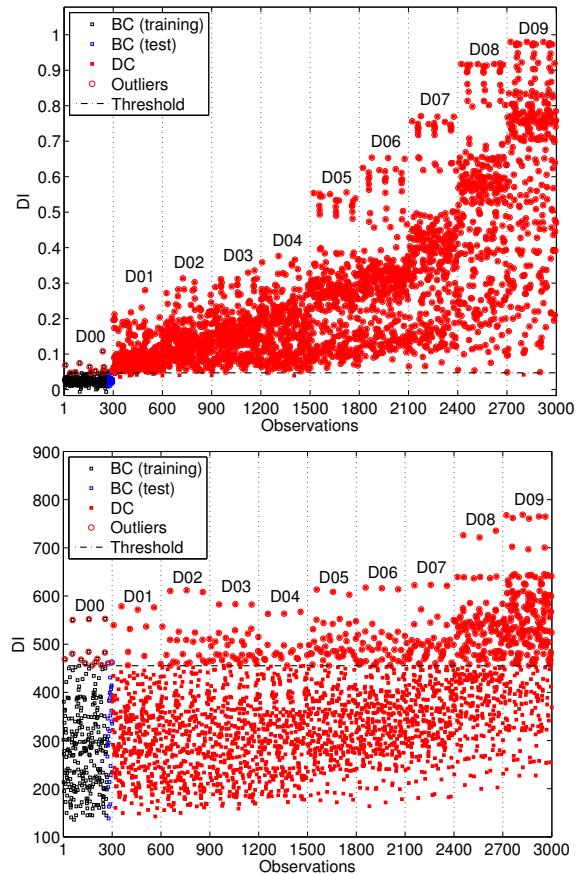 BC (training)
BC (test)
DC
Outliers
Threshold
D00
D01
D02
D03
D04
D05
D06
D07
D08
D09
1
0.9
0.8
0.7
0.6
0.5
0.4
0.3
0.2
0.1
0
DI
1 300 600 900 1200 1500 1800 2100 2400 2700 3000
Observations
BC (training)
BC (test)
DC
Outliers
Threshold
D00
D01
D02
D03
D04
D05
D06
D07
D08
D09
900
800
700
600
500
400
300
200
100
DI
1 300 600 900 1200 1500 1800 2100 2400 2700 3000
Observations